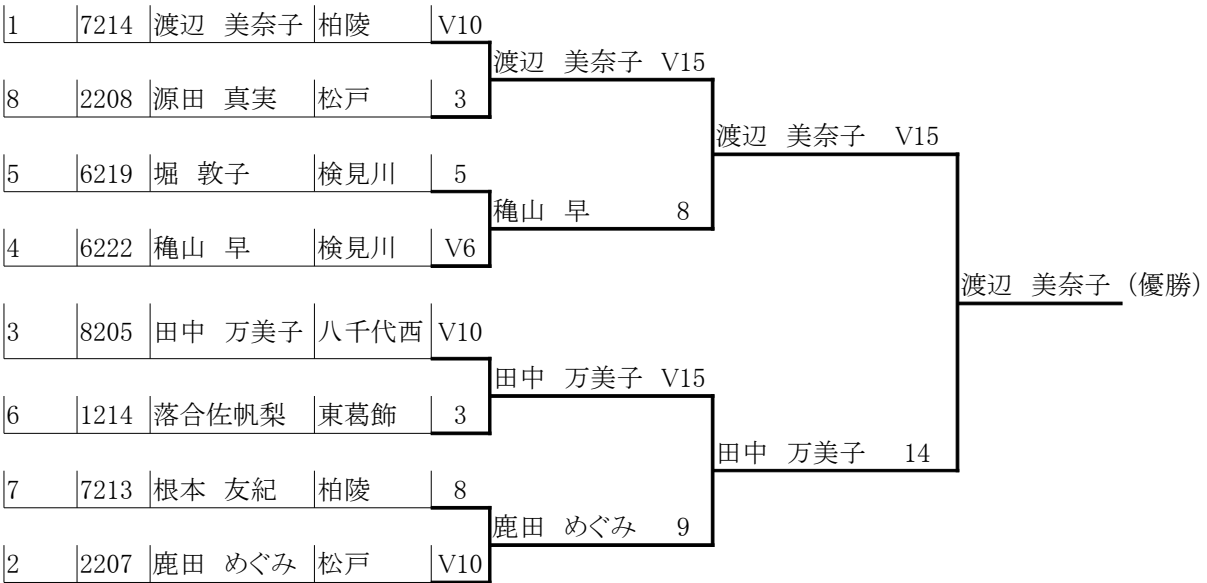 1 7214 渡辺 美奈子 柏陵 V10
渡辺 美奈子 V15
8 2208 源田 真実 松戸 3
渡辺 美奈子 V15
5 6219 堀 敦子 検見川 5
穐山 早 8
4 6222 穐山 早 検見川 V6
渡辺 美奈子 (優勝)
3 8205 田中 万美子 八千代西 V10
田中 万美子 V15
6 1214 落合佐帆梨 東葛飾 3
田中 万美子 14
7 7213 根本 友紀 柏陵 8
鹿田 めぐみ 9
2 2207 鹿田 めぐみ 松戸 V10